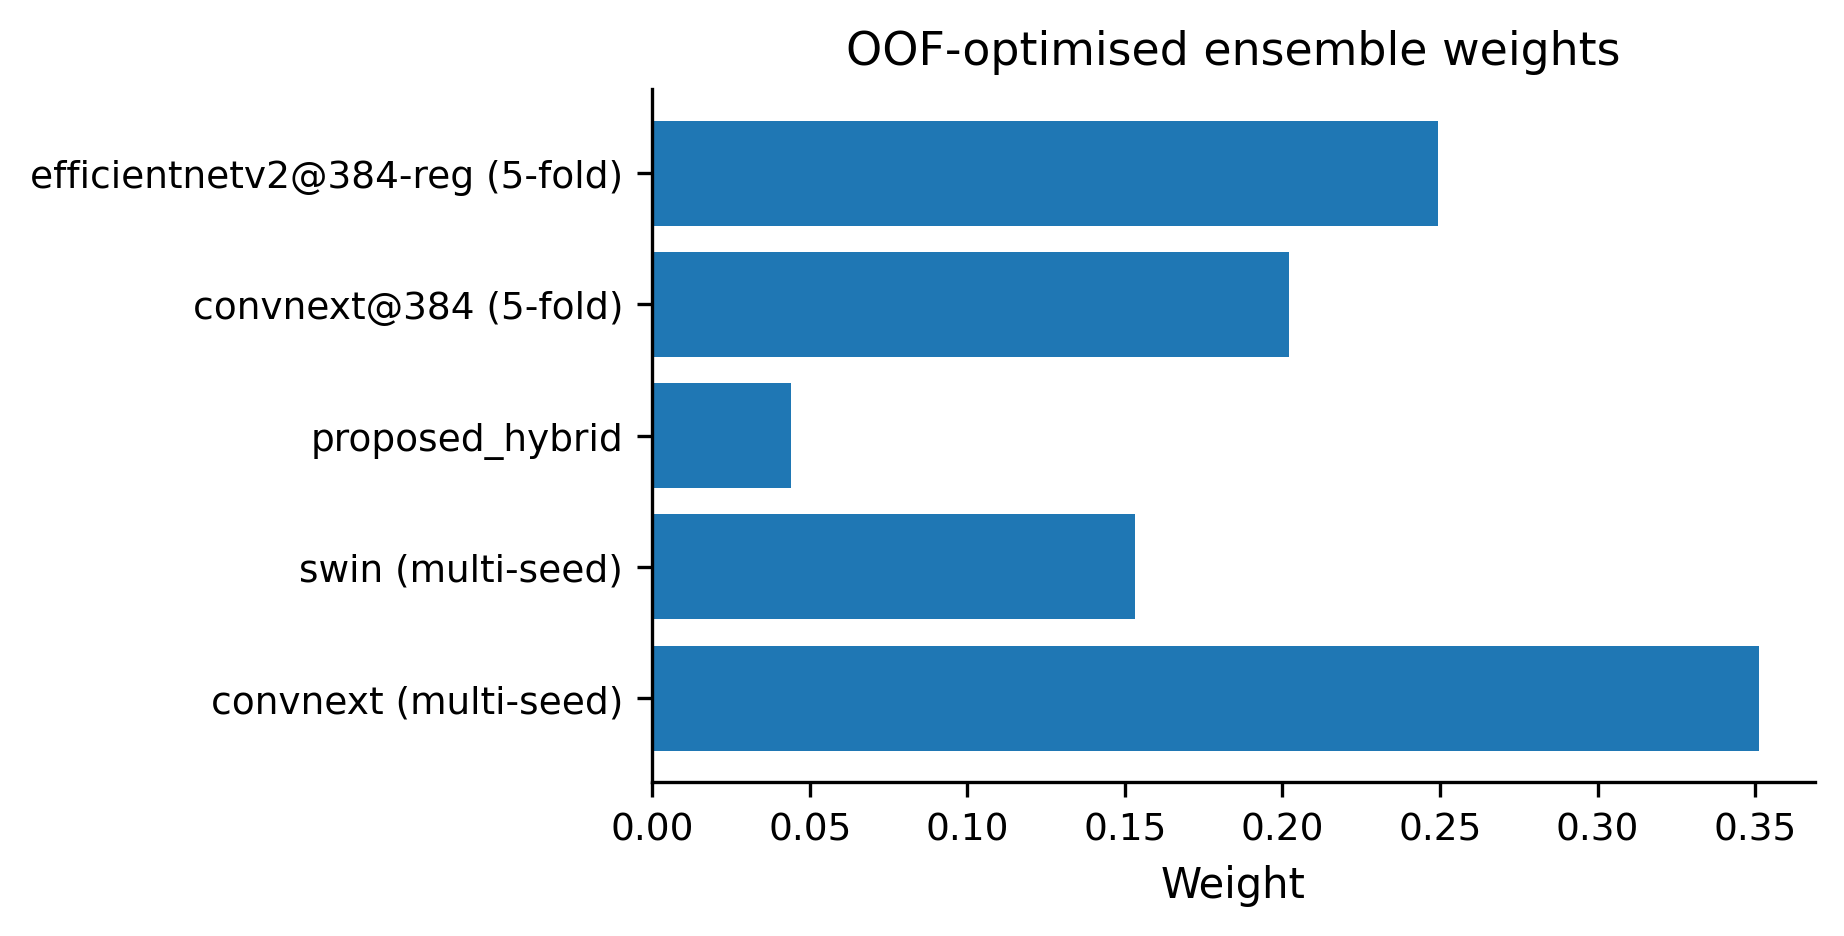 OOF-optimised ensemble weights
efficientnetv2@384-reg (5-fold)
convnext@384 (5-fold)
proposed_hybrid
swin (multi-seed)
convnext (multi-seed)
0.00 0.05 0.10 0.15 0.20 0.25 0.30 0.35
Weight